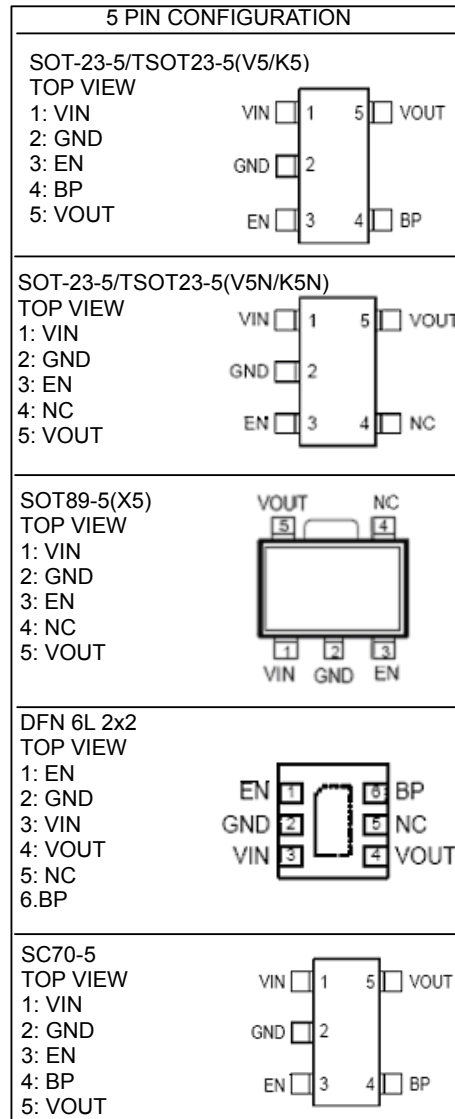 5 PIN CONFIGURATION
SOT-23-5/TSOT23-5(V5/K5)
TOP VIEW
1: VIN
2: GND
3: EN
4: BP
5: VOUT
VIN 1 5 VOUT
GND 2
EN 3 4 BP
SOT-23-5/TSOT23-5(V5N/K5N)
TOP VIEW
1: VIN
2: GND
3: EN
4: NC
5: VOUT
VIN 1 5 VOUT
GND 2
EN 3 4 NC
SOT89-5(X5)
TOP VIEW
1: VIN
2: GND
3: EN
4: NC
5: VOUT
VOUT NC
5 4
1 2 3
VIN GND EN
DFN 6L 2x2
TOP VIEW
1: EN
2: GND
3: VIN
4: VOUT
5: NC
6.BP
EN 1 6 BP
GND 2 5 NC
VIN 3 4 VOUT
SC70-5
TOP VIEW
1: VIN
2: GND
3: EN
4: BP
5: VOUT
VIN 1 5 VOUT
GND 2
EN 3 4 BP